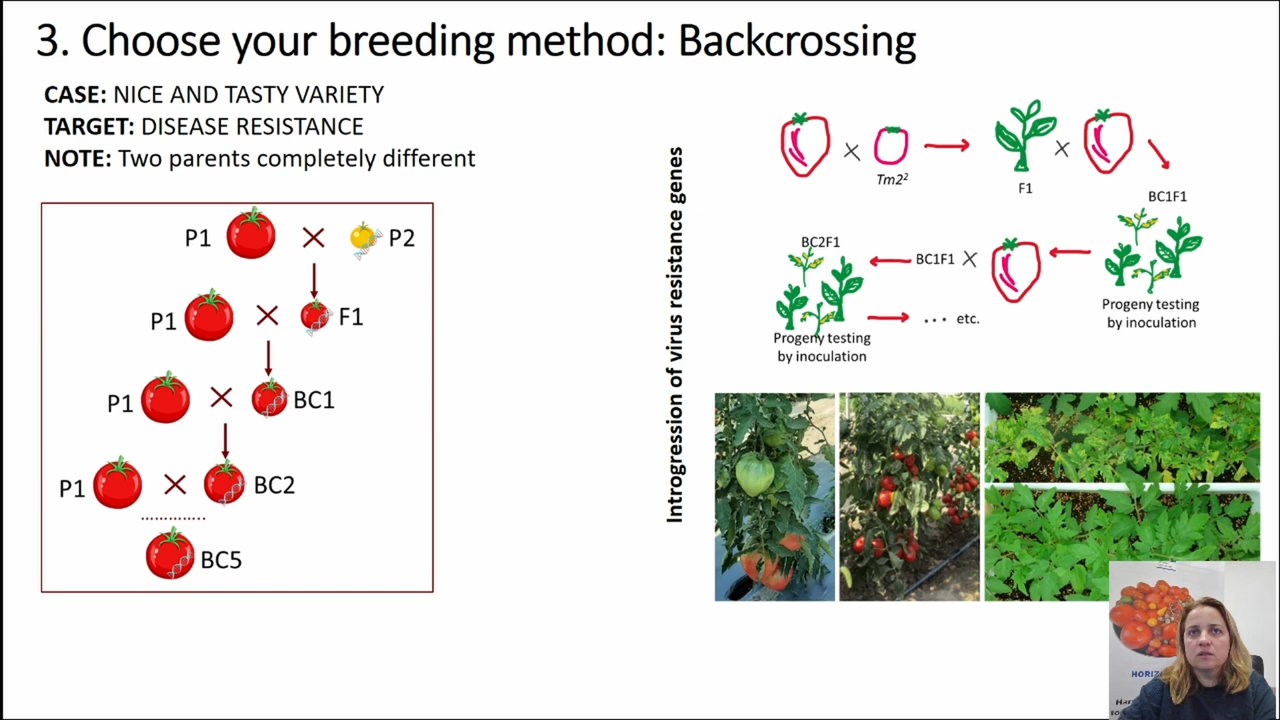 3. Choose your breeding method: Backcrossing
CASE: NICE AND TASTY VARIETY
TARGET: DISEASE RESISTANCE
NOTE: Two parents completely different
P1
P2
P1
F1
P1
BC1
P1
BC2
BC5
Introgression of virus resistance genes
Tm2²
F1
BC1F1
Progeny testing
by inoculation
BC1F1
BC2F1
Progeny testing
by inoculation
... etc.
HORIZ